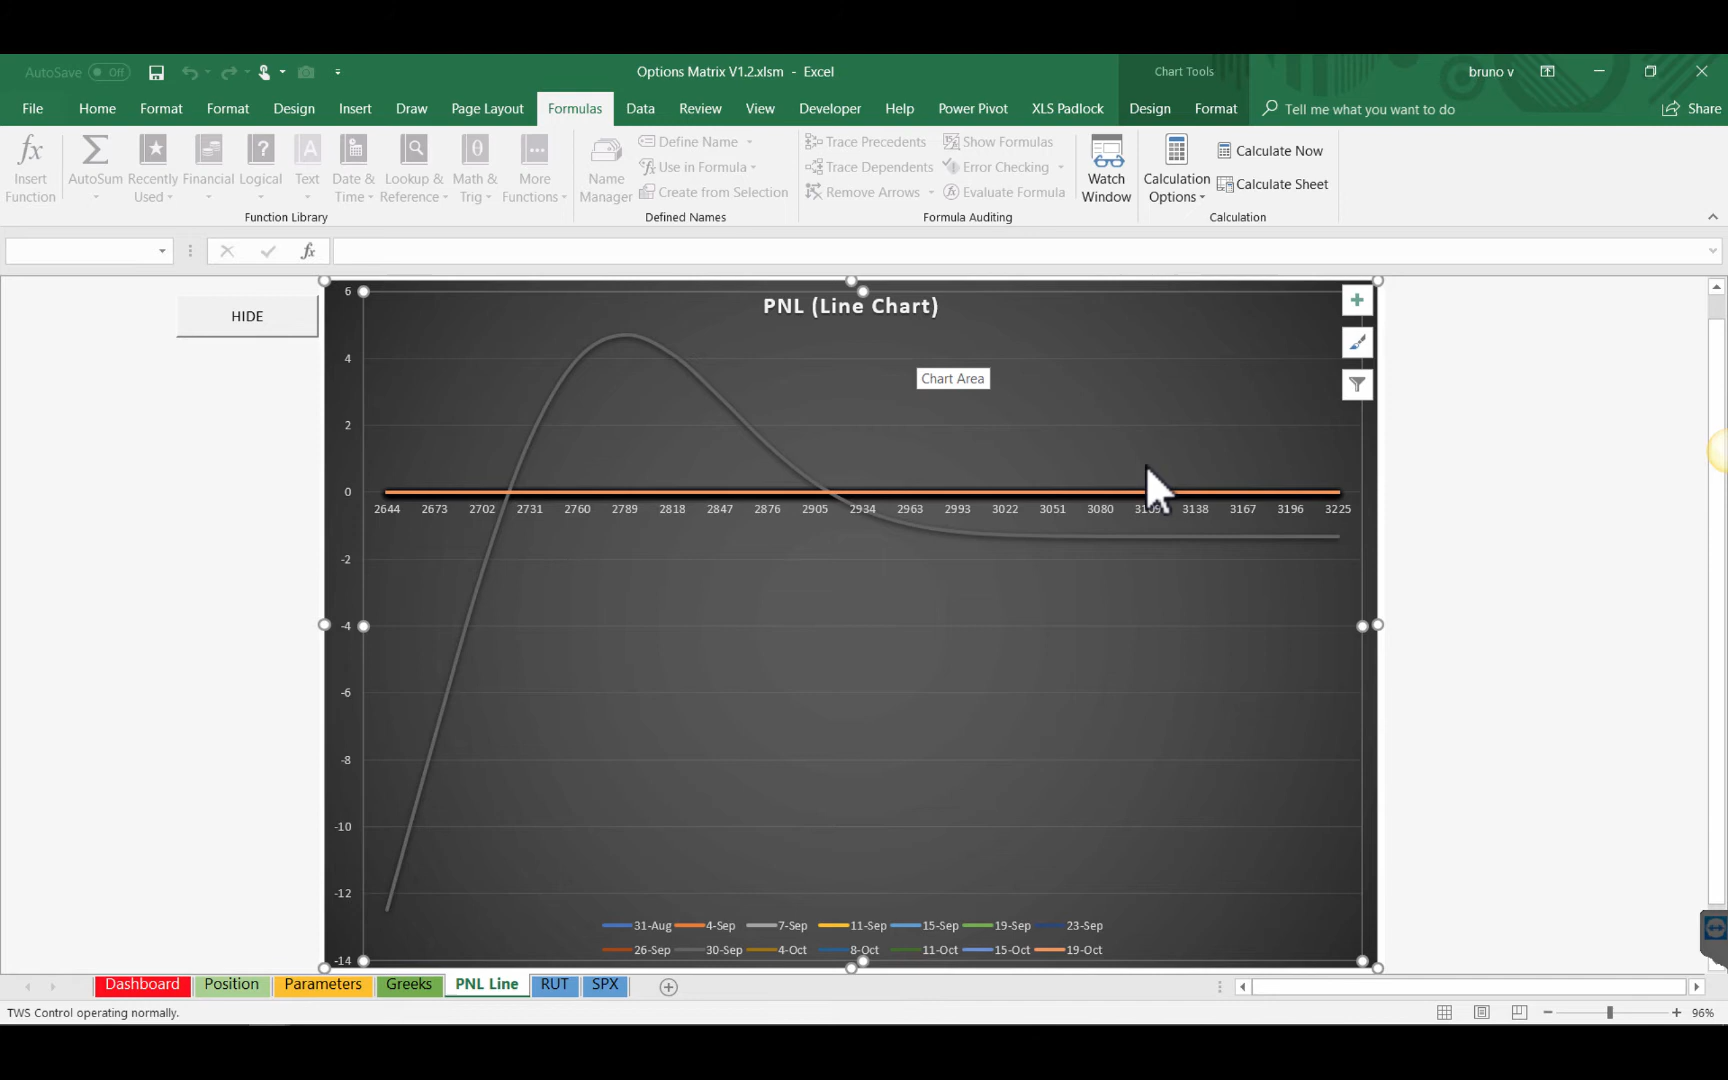 AutoSave Off
Options Matrix V1.2.xlsm - Excel
Chart Tools
bruno v
File Home Format Format Design Insert Draw Page Layout Formulas Data Review View Developer Help Power Pivot XLS Padlock Design Format Tell me what you want to do Share
Insert Function
AutoSum
Recently Used
Financial
Logical
Text
Date & Time
Lookup & Reference
Math & Trig
More Functions
Function Library
Name Manager
Define Name
Use in Formula
Create from Selection
Defined Names
Trace Precedents
Trace Dependents
Remove Arrows
Show Formulas
Error Checking
Evaluate Formula
Formula Auditing
Watch Window
Calculation Options
Calculate Now
Calculate Sheet
Calculation
fx
HIDE
PNL (Line Chart)
Chart Area
6
4
2
0
-2
-4
-6
-8
-10
-12
-14
2644 2673 2702 2731 2760 2789 2818 2847 2876 2905 2934 2963 2993 3022 3051 3080 3138 3167 3196 3225
31-Aug 4-Sep 7-Sep 11-Sep 15-Sep 19-Sep 23-Sep
26-Sep 30-Sep 4-Oct 8-Oct 11-Oct 15-Oct 19-Oct
Dashboard Position Parameters Greeks PNL Line RUT SPX
TWS Control operating normally.
96%